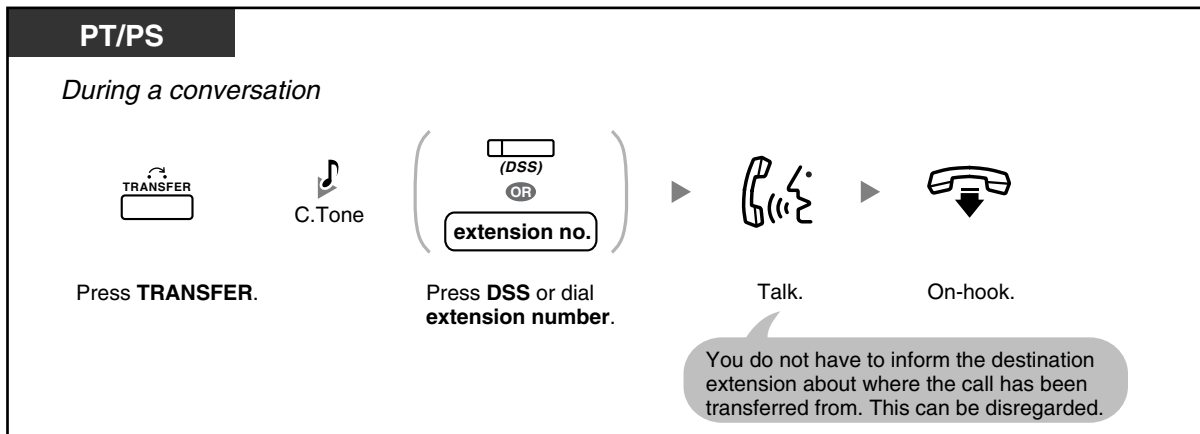 PT/PS
During a conversation
TRANSFER
C.Tone
(DSS)
OR
extension no.
Press TRANSFER.
Press DSS or dial
extension number.
Talk.
On-hook.
You do not have to inform the destination
extension about where the call has been
transferred from. This can be disregarded.